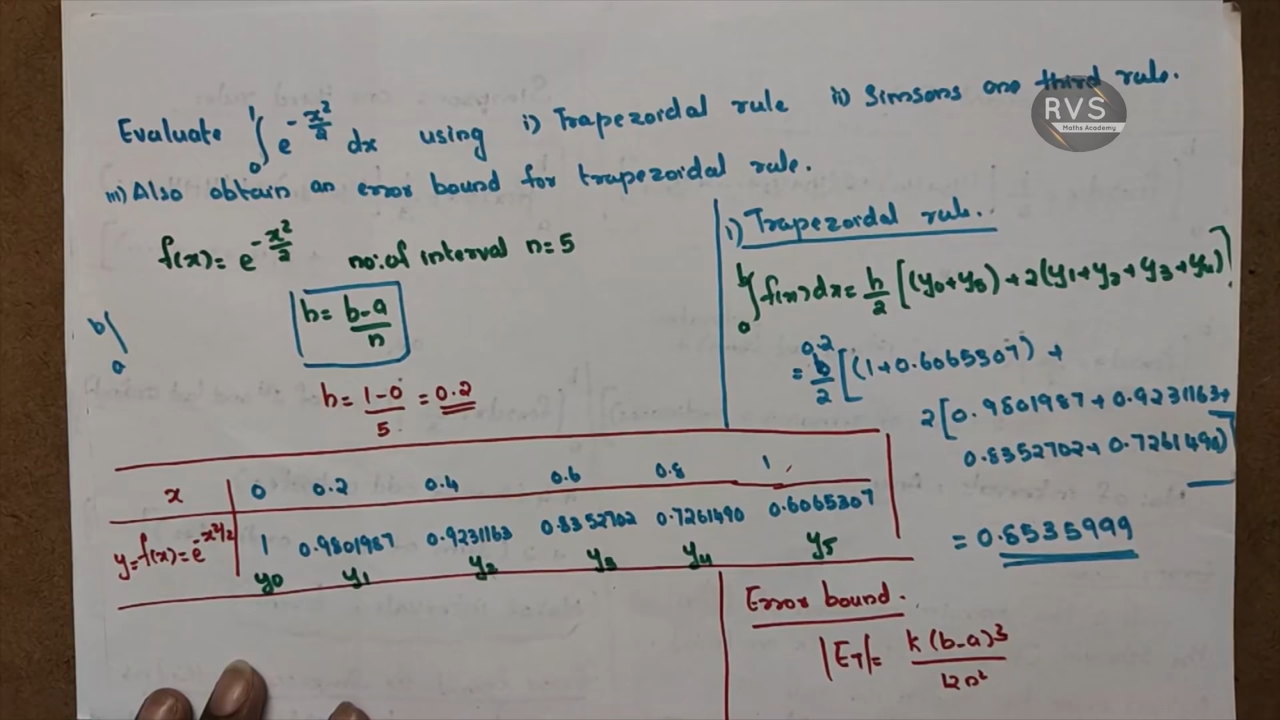 Evaluate ∫₀¹ e^(-x²/2) dx using i) Trapezoidal rule ii) Simsons one third rule.
iii) Also obtain an error bound for trapezoidal rule.
RVS
Maths Academy
f(x) = e^(-x²/2) no: of interval n=5
h = (b-a)/n
b
a
h = (1-0)/5 = 0.2
x 0 0.2 0.4 0.6 0.8 1
y=f(x)=e^(-x²/2) 1 0.9801987 0.9231163 0.8352702 0.7261490 0.6065307
y0 y1 y2 y3 y4 y5
i) Trapezoidal rule.
∫ₐᵇ f(x)dx = h/2 [(y0+y5)+2(y1+y2+y3+y4)]
0.2
= h/2 [(1+0.6065307) +
2[0.9801987+0.9231163+
0.8352702+0.7261490)]
= 0.8535999
Error bound.
|E_T| = K(b-a)³/12n²